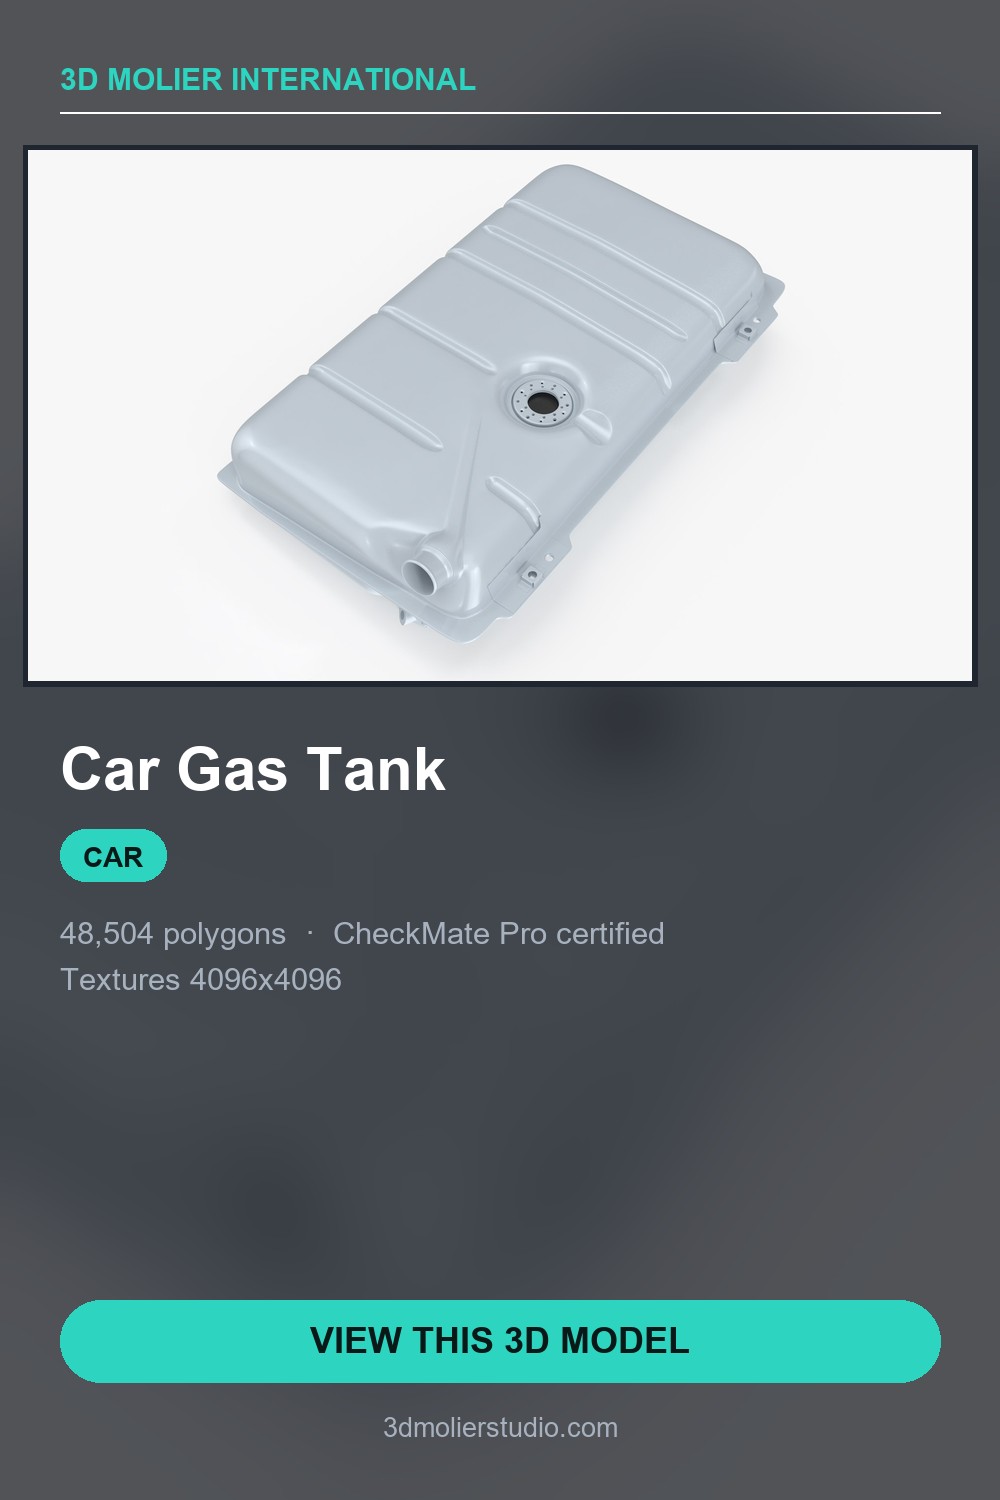 3D MOLIER INTERNATIONAL
Car Gas Tank
CAR
48,504 polygons · CheckMate Pro certified
Textures 4096x4096
VIEW THIS 3D MODEL
3dmolierstudio.com